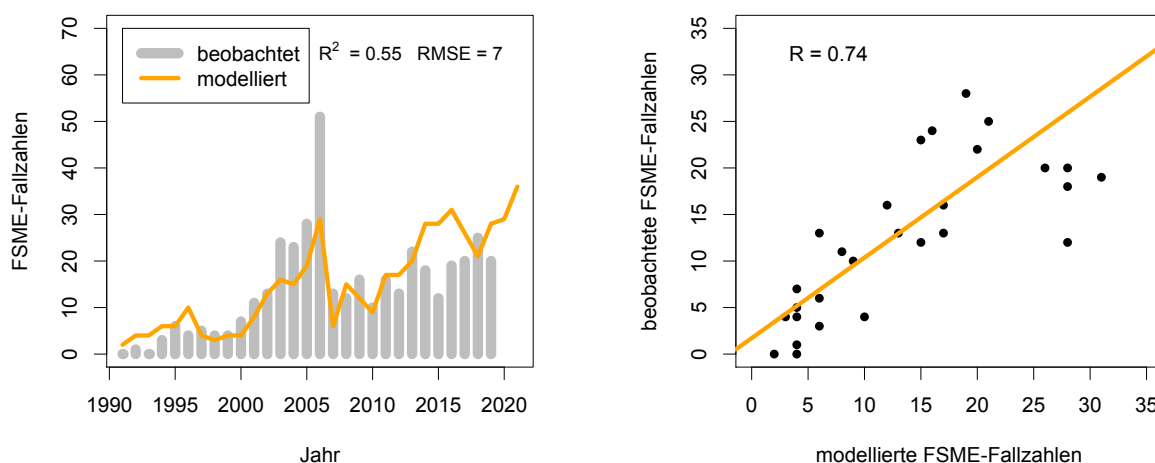 70
60
50
40
30
20
10
0
FSME-Fallzahlen
beobachtet
modelliert
R² = 0.55 RMSE = 7
1990 1995 2000 2005 2010 2015 2020
Jahr
35
30
25
20
15
10
5
0
beobachtete FSME-Fallzahlen
R = 0.74
0 5 10 15 20 25 30 35
modellierte FSME-Fallzahlen